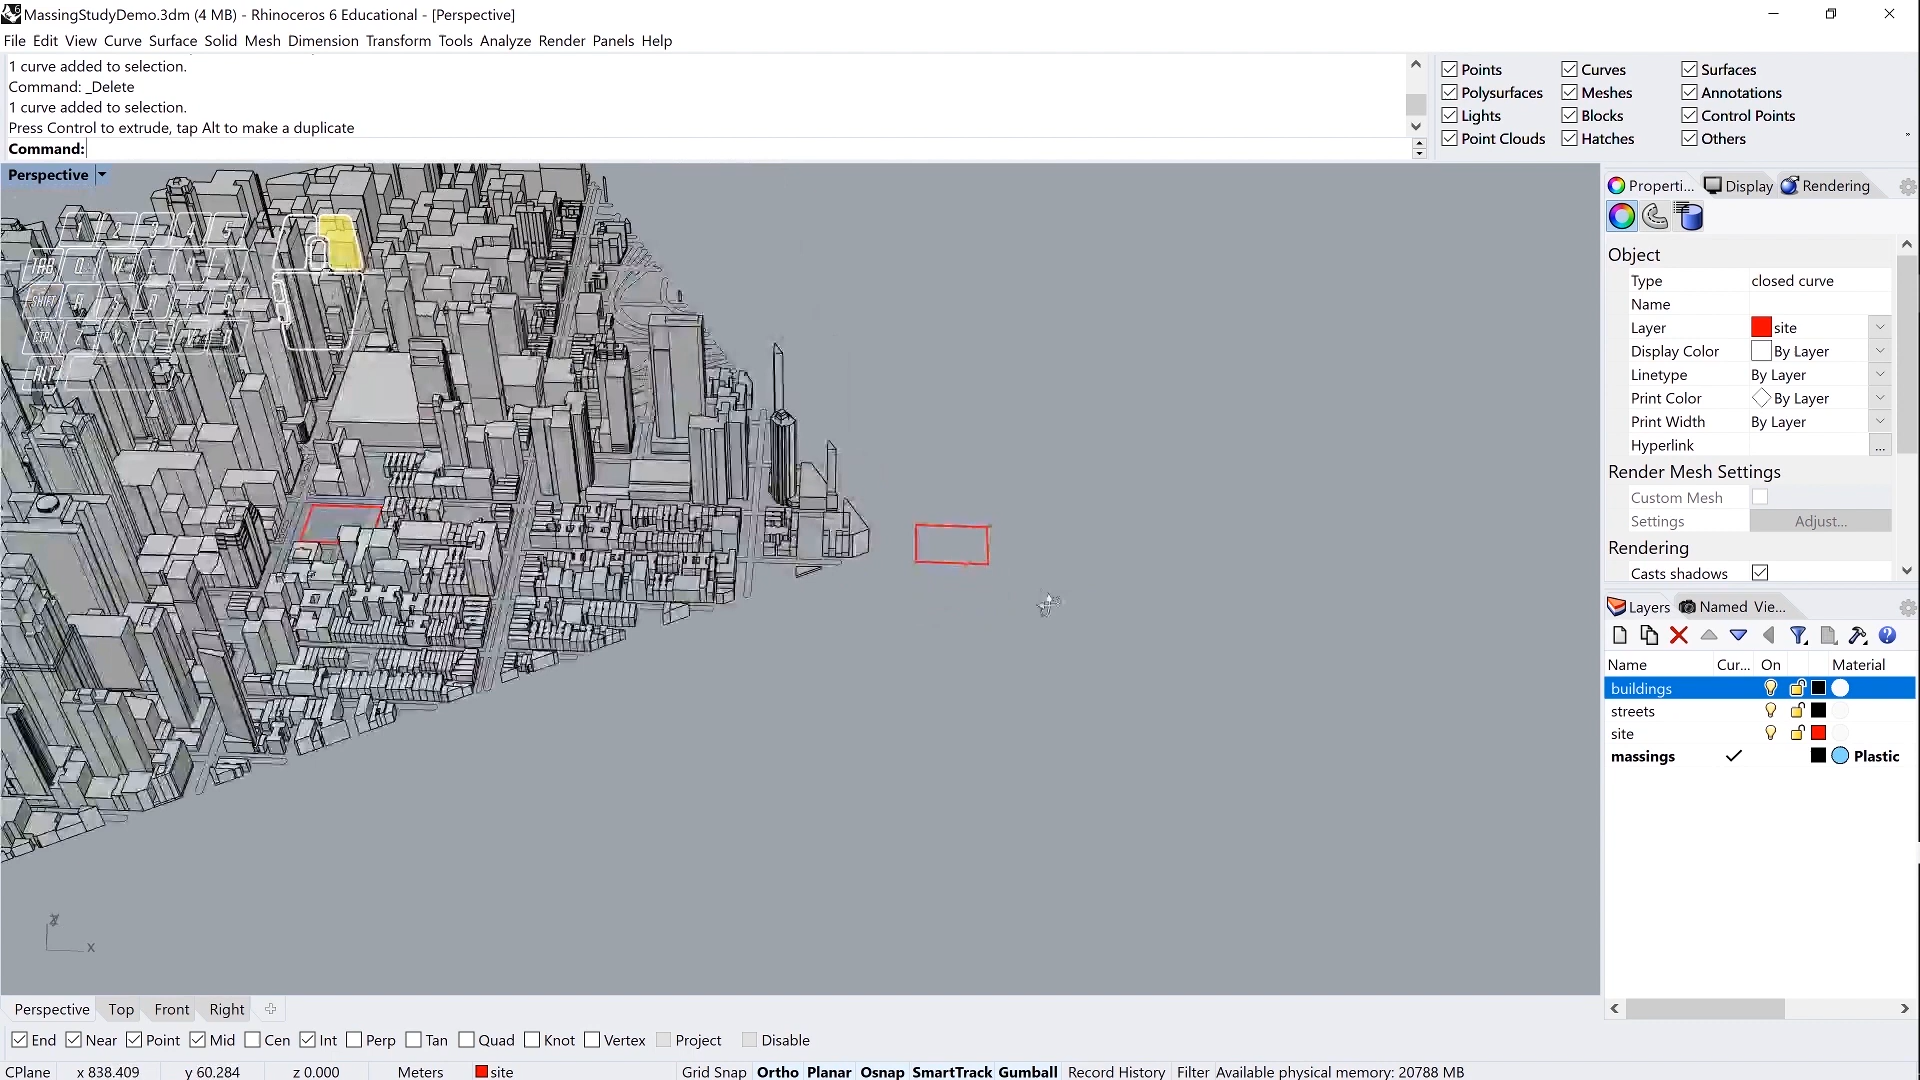 MassingStudyDemo.3dm (4 MB) - Rhinoceros 6 Educational - [Perspective]
File Edit View Curve Surface Solid Mesh Dimension Transform Tools Analyze Render Panels Help
1 curve added to selection.
Command: _Delete
1 curve added to selection.
Press Control to extrude, tap Alt to make a duplicate
Command:
Points Curves Surfaces
Polysurfaces Meshes Annotations
Lights Blocks Control Points
Point Clouds Hatches Others
Perspective
TAB
SHIFT
CTRL
ALT
Properti... Display Rendering
Object
Type closed curve
Name
Layer site
Display Color By Layer
Linetype By Layer
Print Color By Layer
Print Width By Layer
Hyperlink ...
Render Mesh Settings
Custom Mesh
Settings Adjust...
Rendering
Casts shadows
Layers Named Vie...
Name Cur... On Material
buildings
streets
site
massings Plastic
x
Perspective Top Front Right
End Near Point Mid Cen Int Perp Tan Quad Knot Vertex Project Disable
CPlane x 838.409 y 60.284 z 0.000 Meters site Grid Snap Ortho Planar Osnap SmartTrack Gumball Record History Filter Available physical memory: 20788 MB